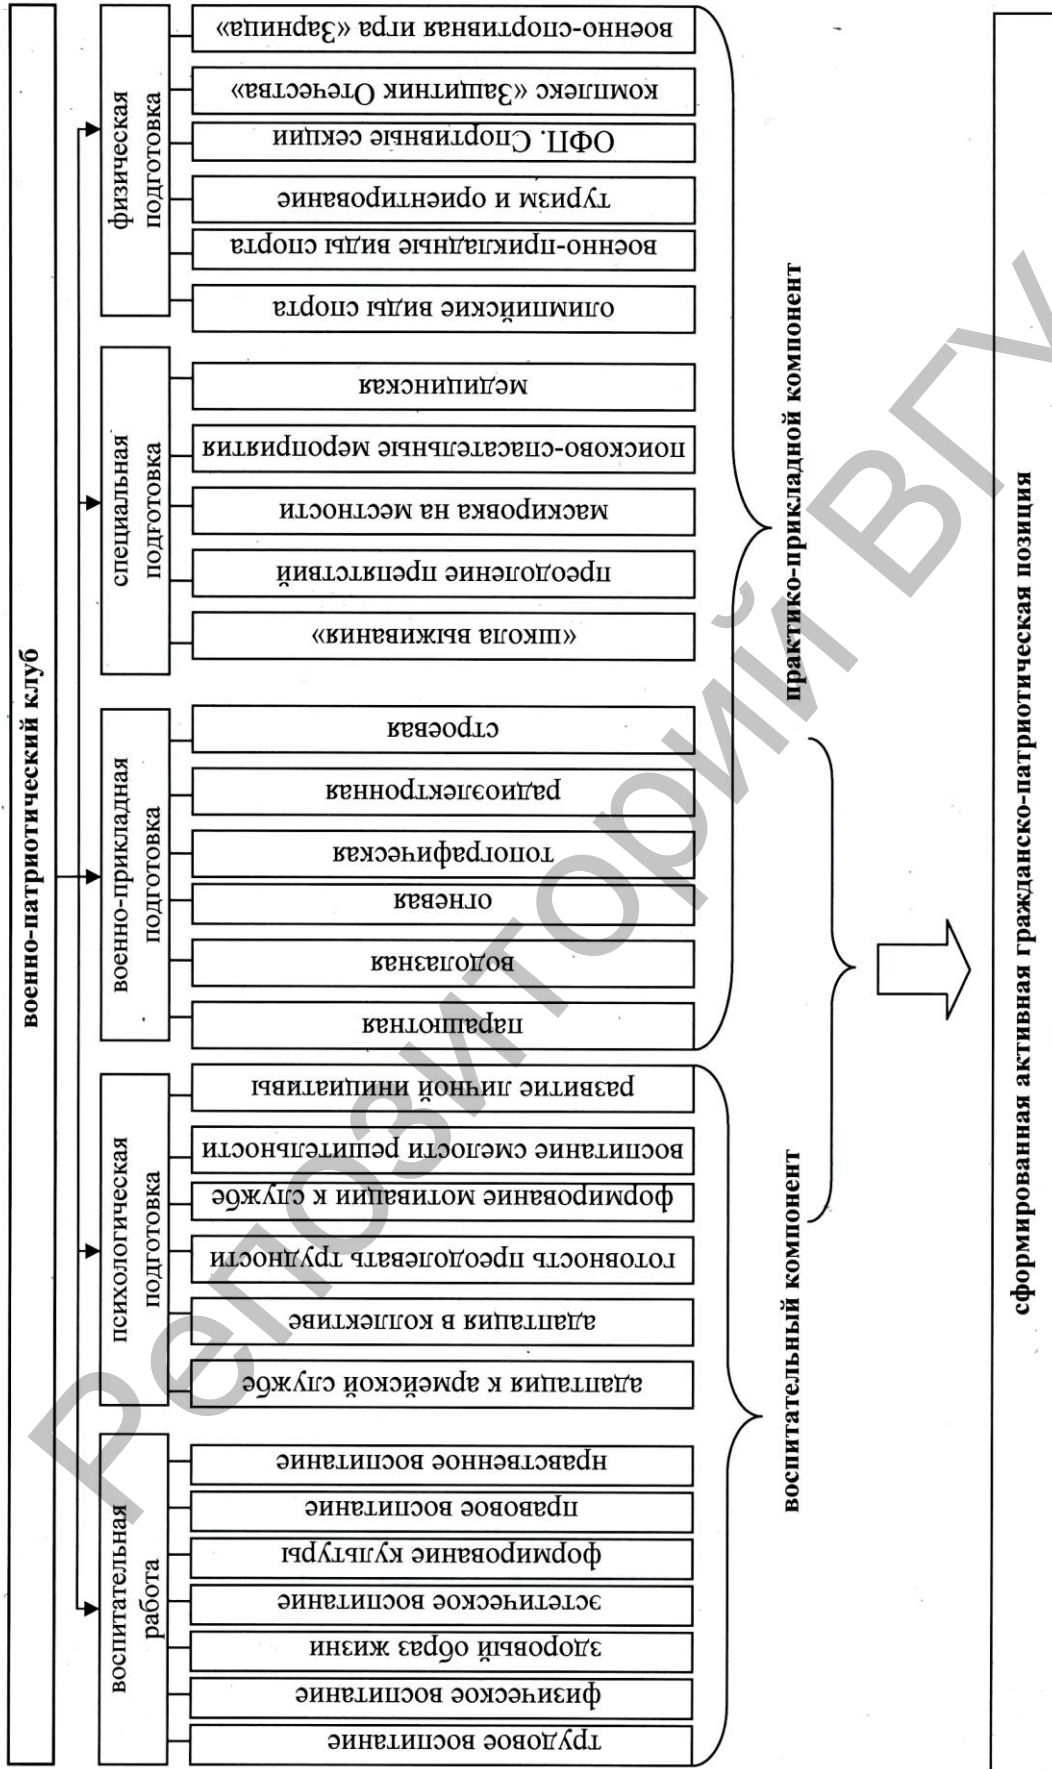 военно-патриотический клуб
воспитательная
работа
психологическая
подготовка
военно-прикладная
подготовка
специальная
подготовка
физическая
подготовка
трудовое воспитание
физическое воспитание
здоровый образ жизни
эстетическое воспитание
формирование культуры
правовое воспитание
нравственное воспитание
адаптация к армейской службе
адаптация в коллективе
готовность преодолевать трудности
формирование мотивации к службе
воспитание смелости решительности
развитие личной инициативы
парашютная
водолазная
огневая
топографическая
радиоэлектронная
строевая
«школа выживания»
преодоление препятствий
маскировка на местности
поисково-спасательные мероприятия
медицинская
олимпийские виды спорта
военно-прикладные виды спорта
туризм и ориентирование
ОФП. Спортивные секции
комплекс «Защитник Отечества»
военно-спортивная игра «Зарница»
воспитательный компонент
практико-прикладной компонент
сформированная активная гражданско-патриотическая позиция
Репозиторий ВГУ